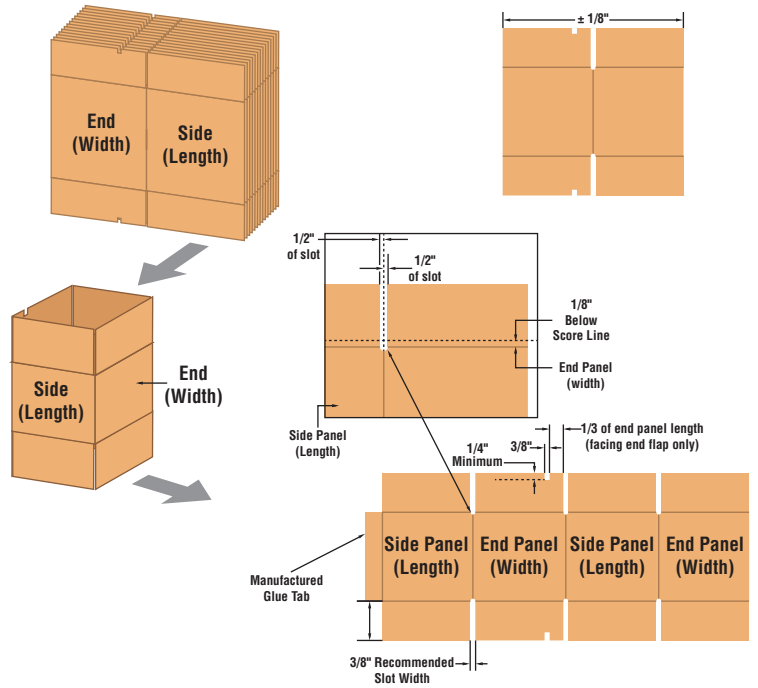 ± 1/8"
End
(Width)
Side
(Length)
1/2"
of slot
1/2"
of slot
1/8"
Below
Score Line
End Panel
(width)
Side Panel
(Length)
Side
(Length)
End
(Width)
1/4"
Minimum
3/8"
1/3 of end panel length
(facing end flap only)
Side Panel
(Length)
End Panel
(Width)
Side Panel
(Length)
End Panel
(Width)
Manufactured
Glue Tab
3/8" Recommended
Slot Width